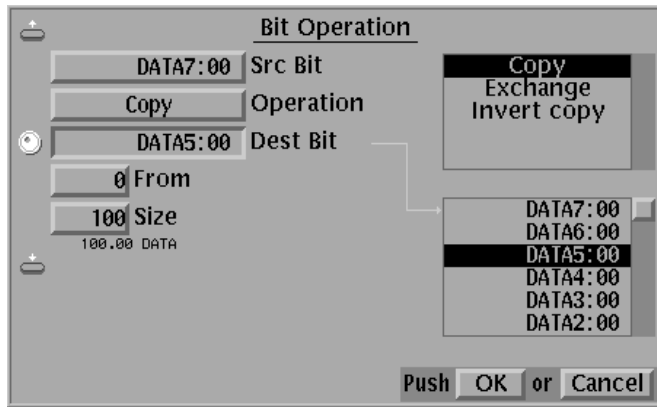 Bit Operation
DATA7:00 Src Bit
Copy Operation
DATA5:00 Dest Bit
0 From
100 Size
100.00 DATA
Copy
Exchange
Invert copy
DATA7:00
DATA6:00
DATA5:00
DATA4:00
DATA3:00
DATA2:00
Push OK or Cancel